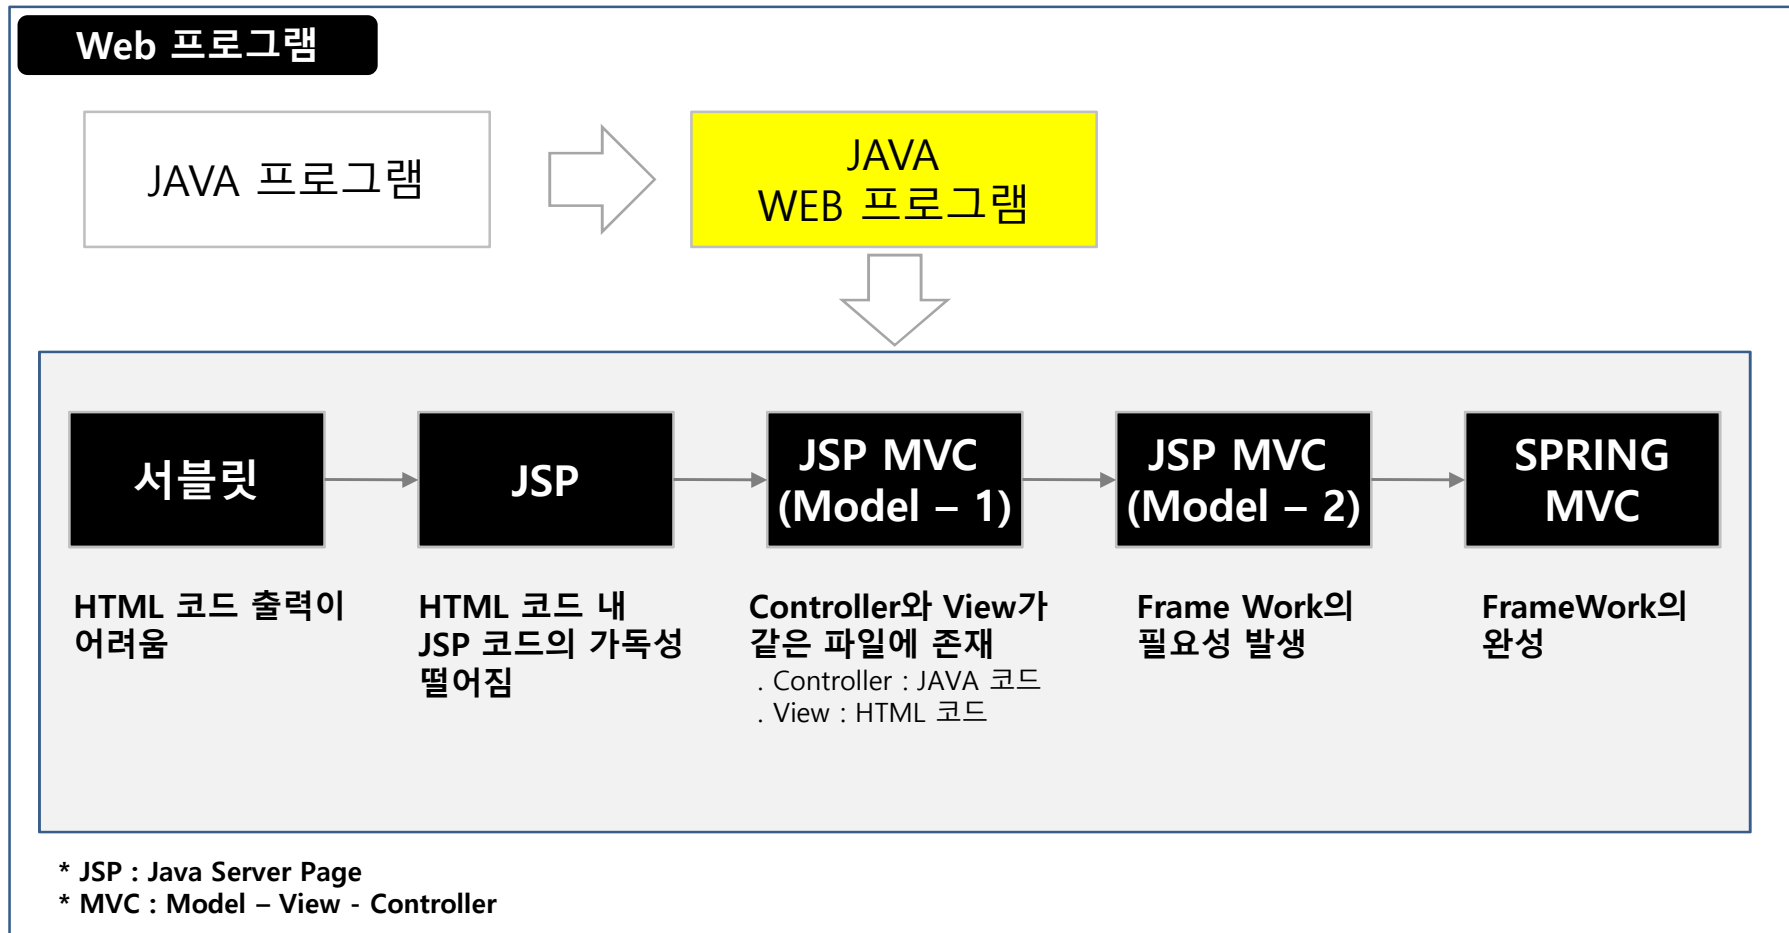 Web 프로그램
JAVA 프로그램
JAVA
WEB 프로그램
서블릿
JSP
JSP MVC
(Model – 1)
JSP MVC
(Model – 2)
SPRING
MVC
HTML 코드 출력이
어려움
HTML 코드 내
JSP 코드의 가독성
떨어짐
Controller와 View가
같은 파일에 존재
. Controller : JAVA 코드
. View : HTML 코드
Frame Work의
필요성 발생
FrameWork의
완성
* JSP : Java Server Page
* MVC : Model – View - Controller